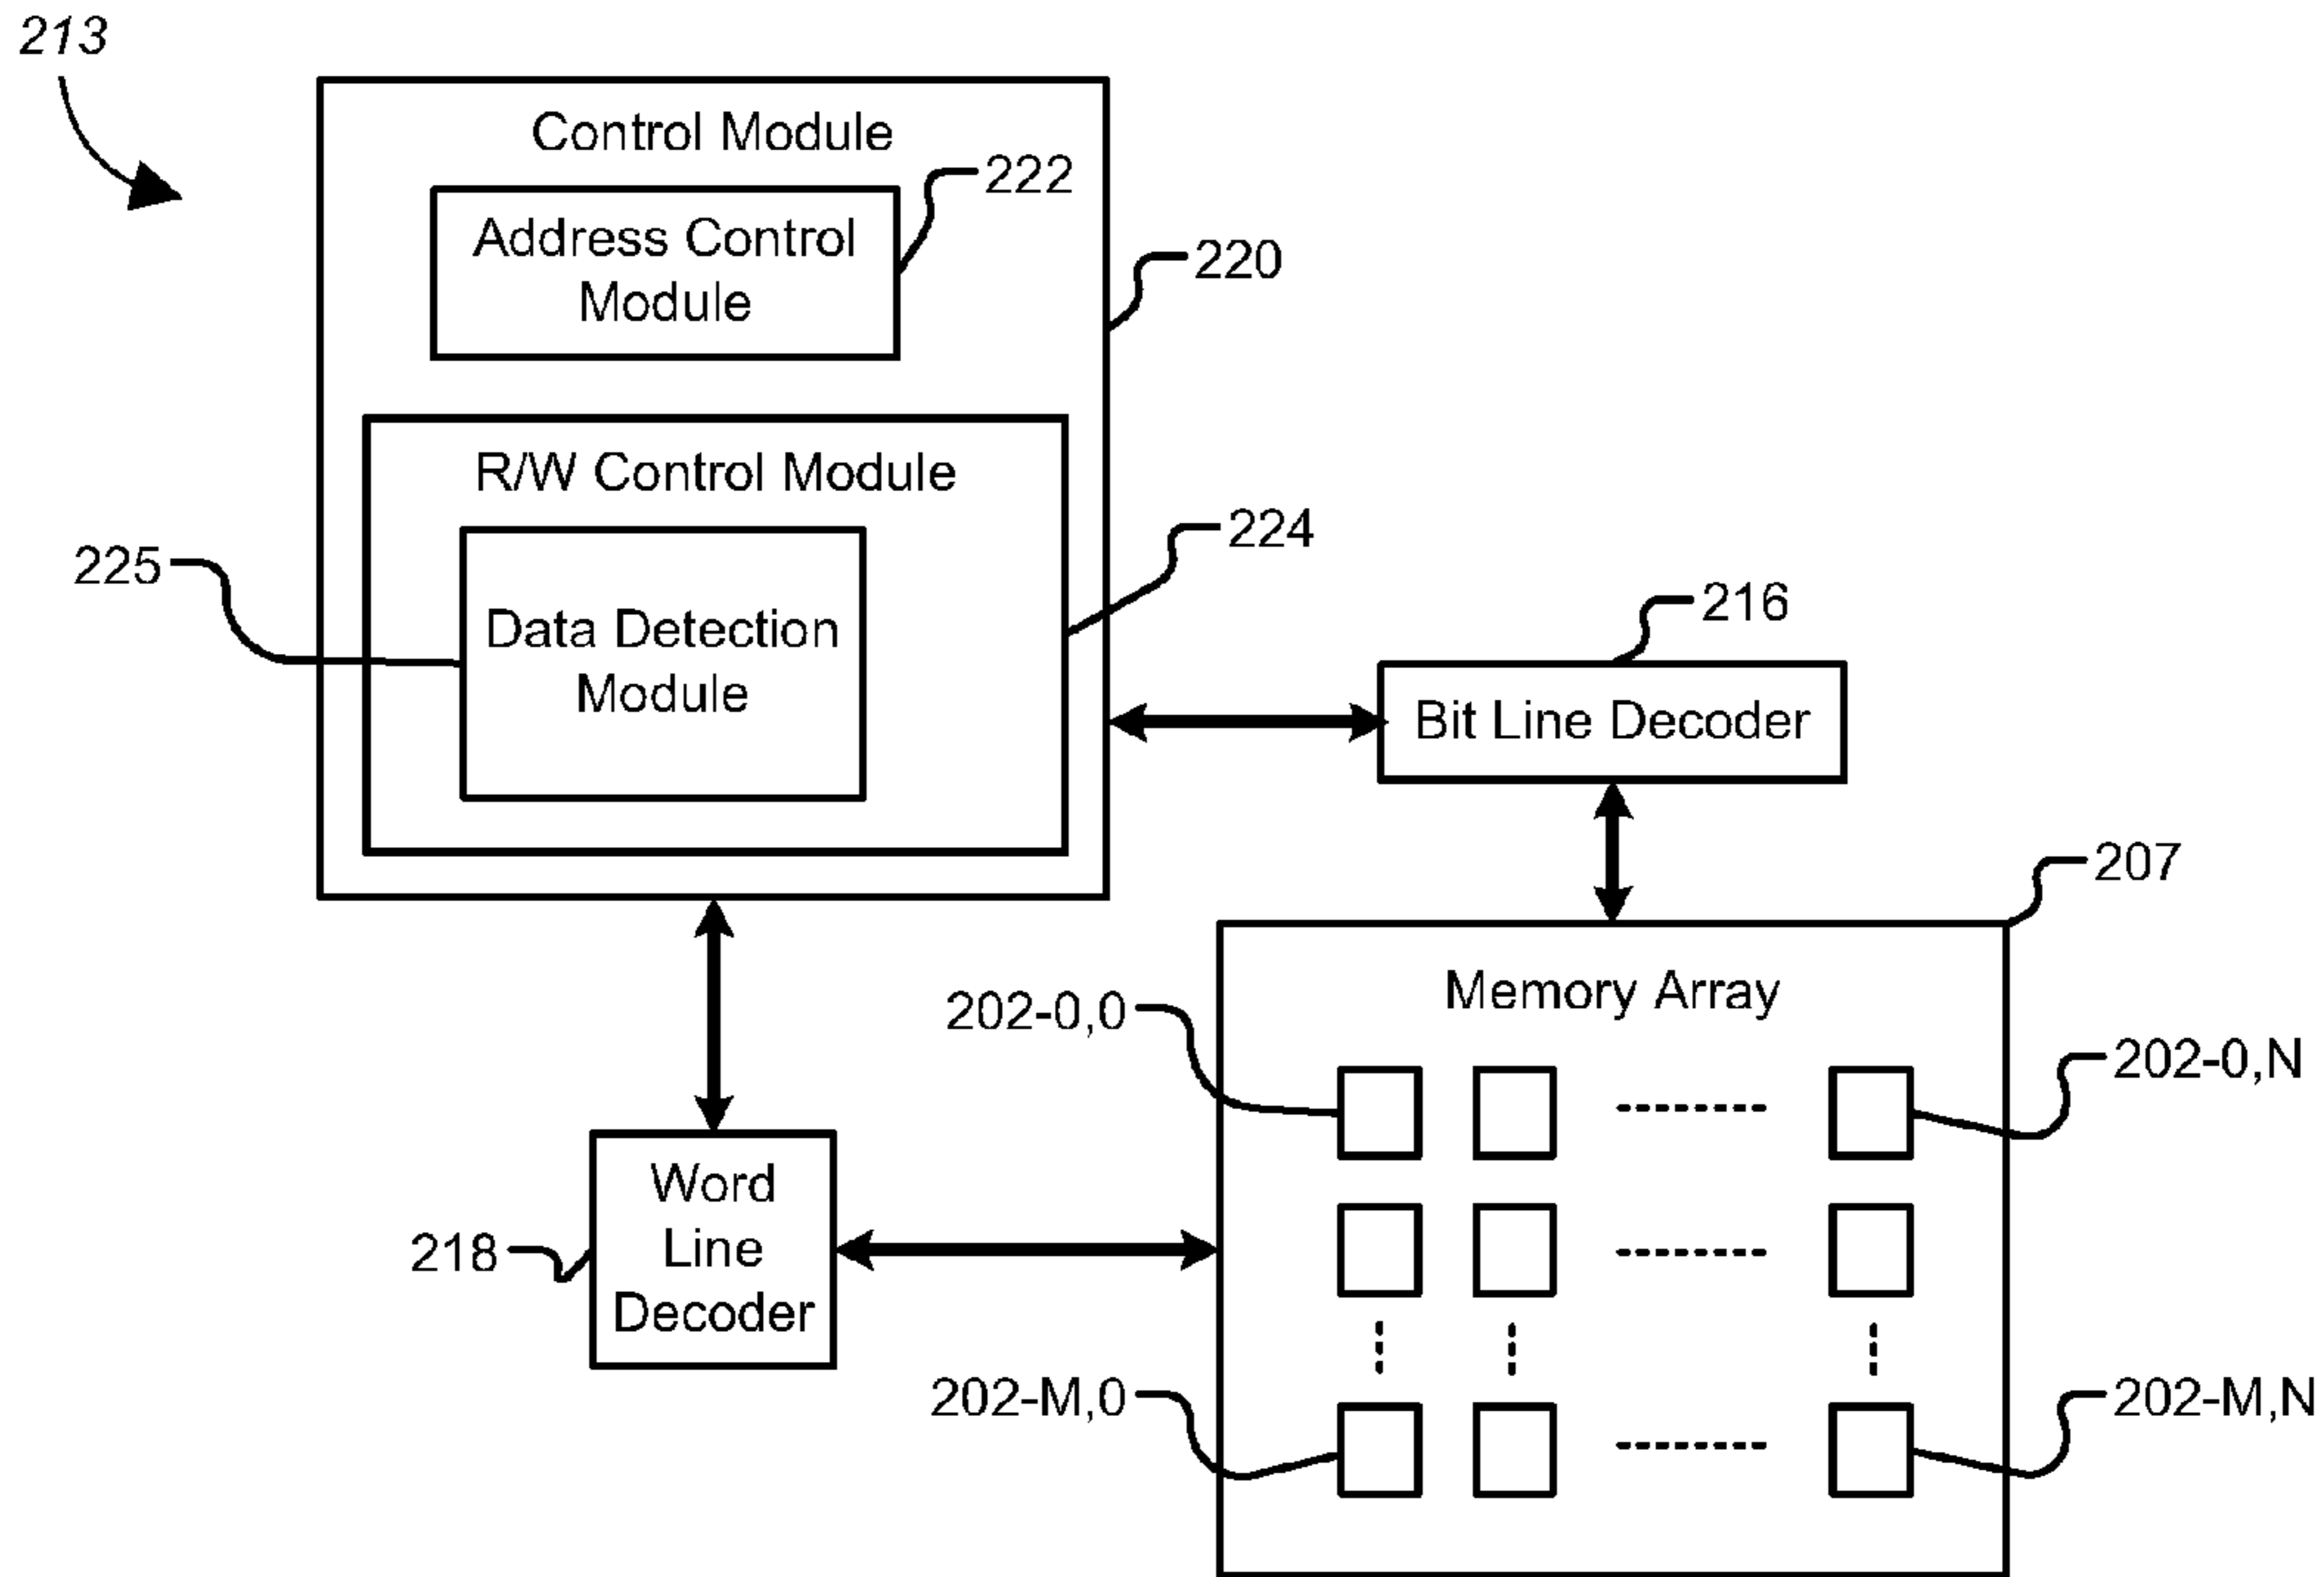 213
Control Module
222
Address Control
Module
220
R/W Control Module
224
225
Data Detection
Module
216
Bit Line Decoder
207
Memory Array
202-0,0
202-0,N
Word
Line
Decoder
218
202-M,0
202-M,N